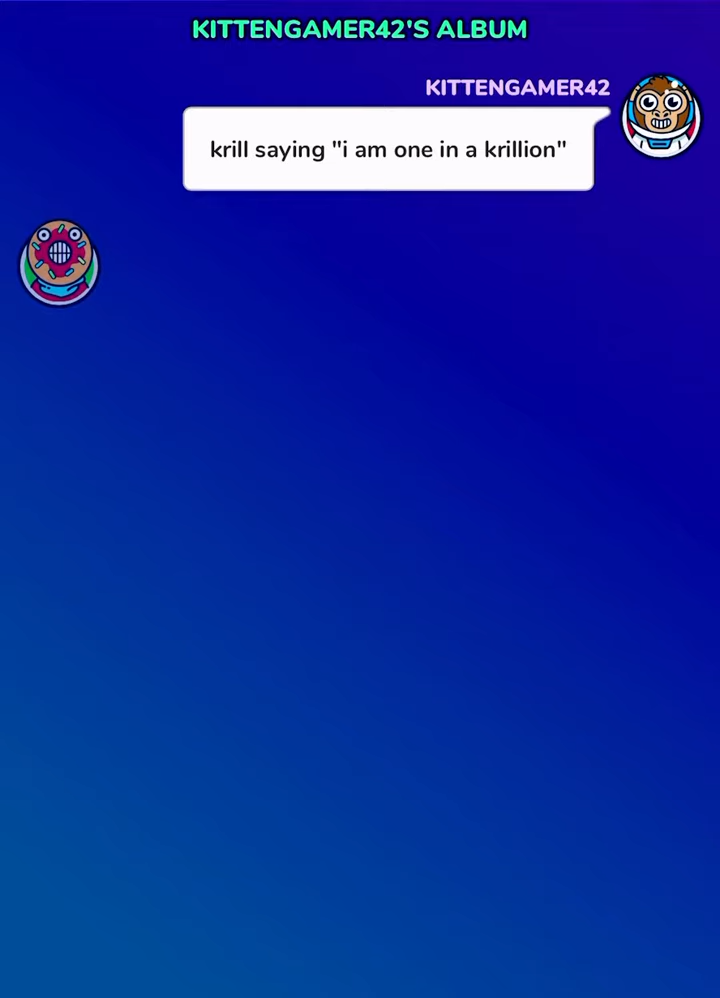 KITTENGAMER42'S ALBUM
KITTENGAMER42
krill saying "i am one in a krillion"